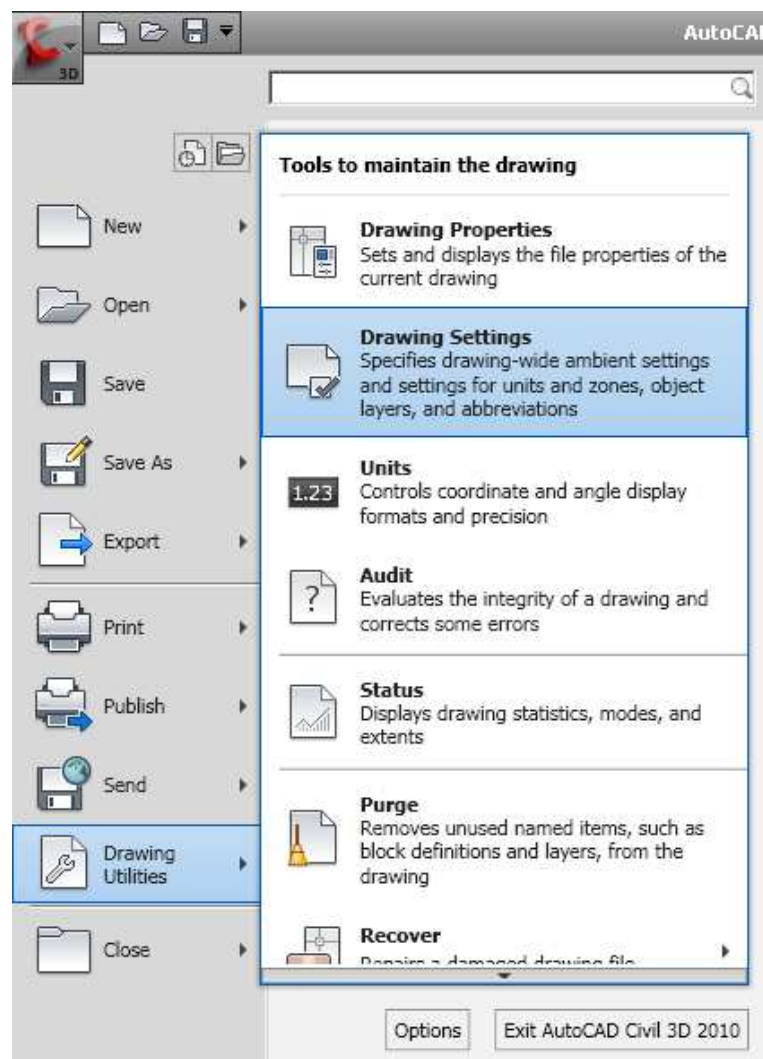 AutoCA
3D
Tools to maintain the drawing
New
Open
Save
Save As
Export
Print
Publish
Send
Drawing
Utilities
Close
Drawing Properties
Sets and displays the file properties of the
current drawing
Drawing Settings
Specifies drawing-wide ambient settings
and settings for units and zones, object
layers, and abbreviations
1.23
Units
Controls coordinate and angle display
formats and precision
?
Audit
Evaluates the integrity of a drawing and
corrects some errors
Status
Displays drawing statistics, modes, and
extents
Purge
Removes unused named items, such as
block definitions and layers, from the
drawing
Recover
Repairs a damaged drawing file
Options
Exit AutoCAD Civil 3D 2010